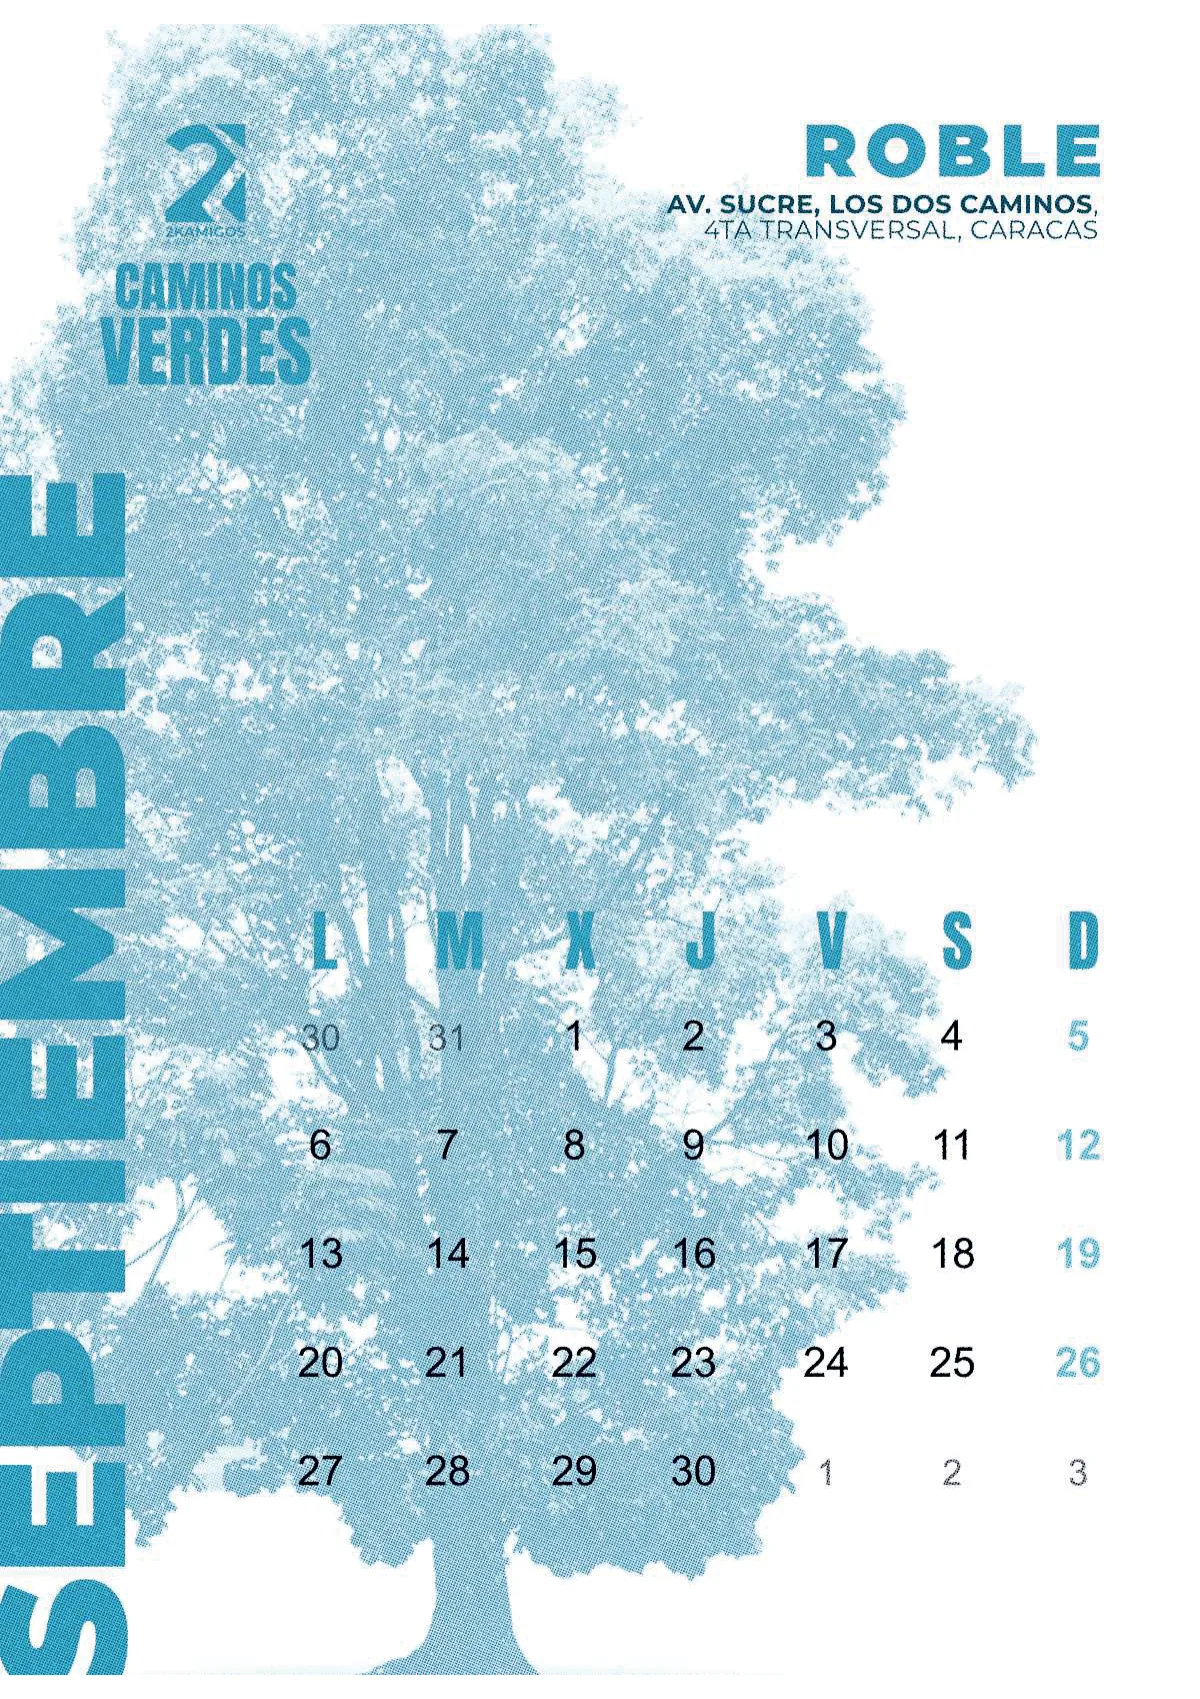 2KAMIGOS
CAMINOS
VERDES
ROBLE
AV. SUCRE, LOS DOS CAMINOS,
4TA TRANSVERSAL, CARACAS
SEPTIEMBRE
L M X J V S D
30 31 1 2 3 4 5
6 7 8 9 10 11 12
13 14 15 16 17 18 19
20 21 22 23 24 25 26
27 28 29 30 1 2 3